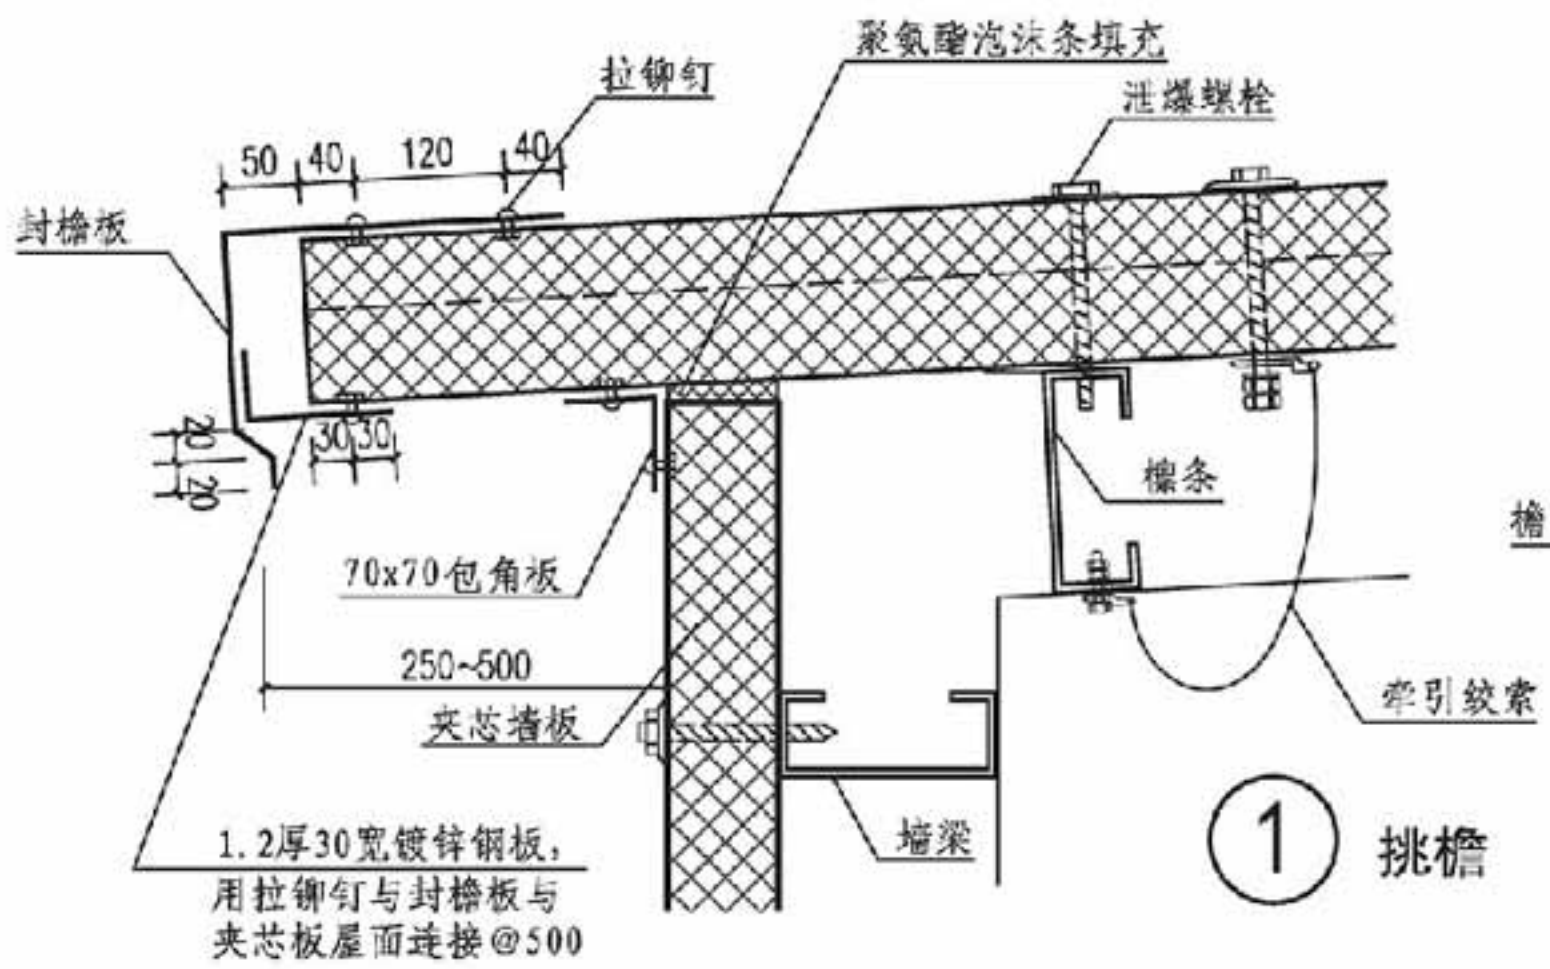 聚氨酯泡沫条填充
拉铆钉
泄爆螺栓
50 40 120 40
封檐板
30 30
20
20
檩条
檐
70x70包角板
250~500
牵引绞索
夹芯墙板
墙梁
1 挑檐
1.2厚30宽镀锌钢板，
用拉铆钉与封檐板与
夹芯板屋面连接@500